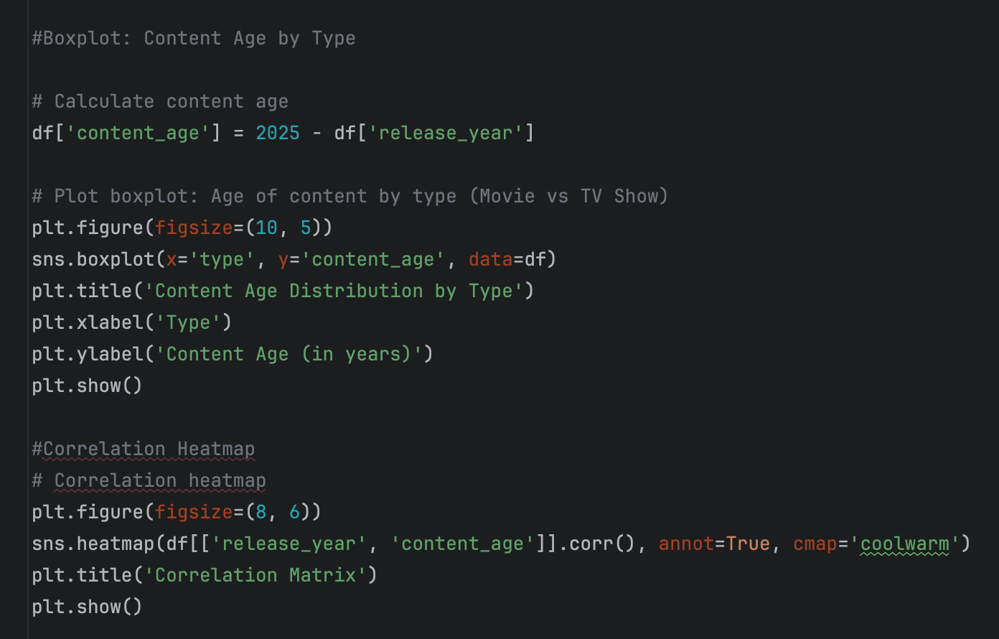 #Boxplot: Content Age by Type
# Calculate content age
df['content_age'] = 2025 - df['release_year']
# Plot boxplot: Age of content by type (Movie vs TV Show)
plt.figure(figsize=(10, 5))
sns.boxplot(x='type', y='content_age', data=df)
plt.title('Content Age Distribution by Type')
plt.xlabel('Type')
plt.ylabel('Content Age (in years)')
plt.show()
#Correlation Heatmap
# Correlation heatmap
plt.figure(figsize=(8, 6))
sns.heatmap(df[['release_year', 'content_age']].corr(), annot=True, cmap='coolwarm')
plt.title('Correlation Matrix')
plt.show()